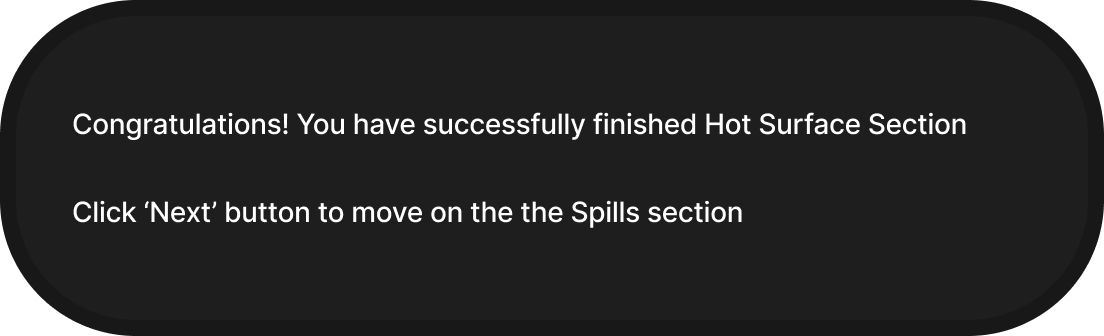 Congratulations! You have successfully finished Hot Surface Section
Click ‘Next’ button to move on the the Spills section